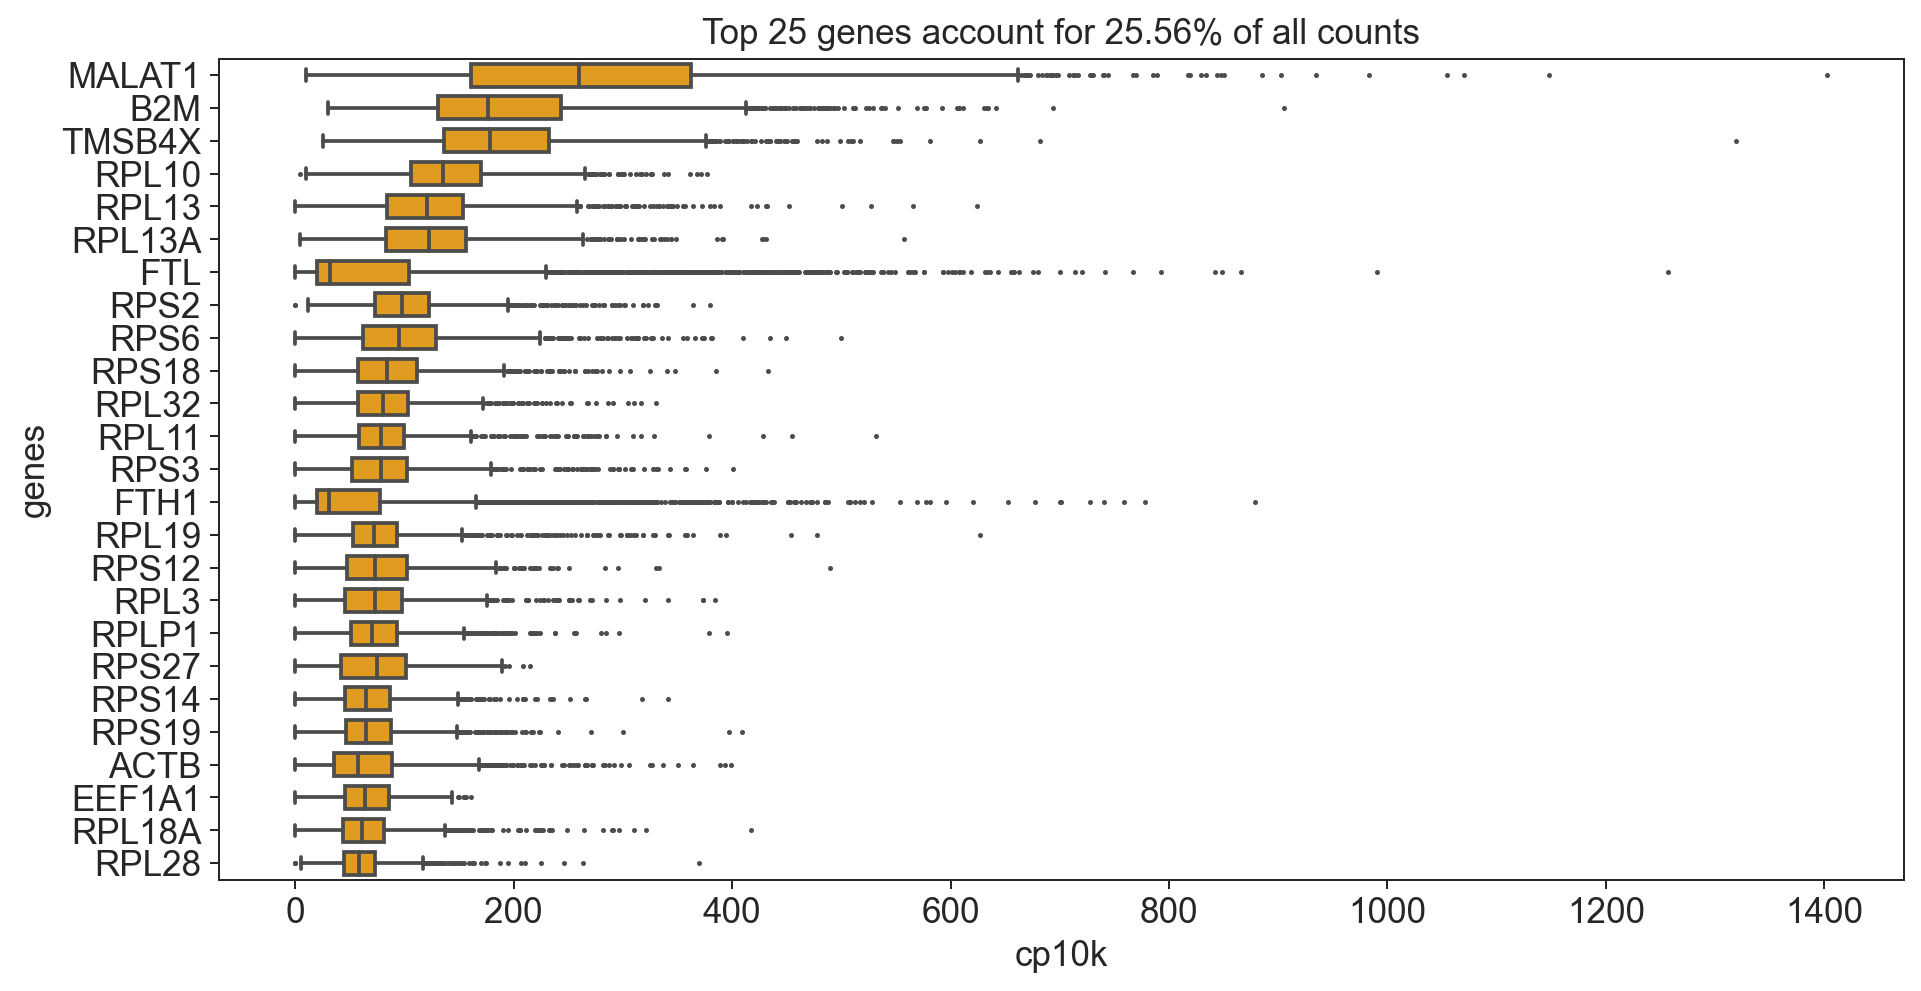 Top 25 genes account for 25.56% of all counts
genes
MALAT1
B2M
TMSB4X
RPL10
RPL13
RPL13A
FTL
RPS2
RPS6
RPS18
RPL32
RPL11
RPS3
FTH1
RPL19
RPS12
RPL3
RPLP1
RPS27
RPS14
RPS19
ACTB
EEF1A1
RPL18A
RPL28
0 200 400 600 800 1000 1200 1400
cp10k